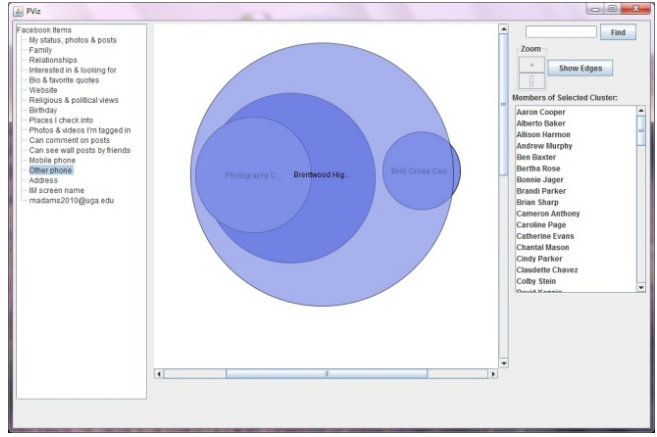 PViz
Facebook Items
My status, photos & posts
Family
Relationships
Interested in & looking for
Bio & favorite quotes
Website
Religious & political views
Birthday
Places I check into
Photos & videos I'm tagged in
Can comment on posts
Can see wall posts by friends
Mobile phone
Other phone
Address
IM screen name
madams2010@uga.edu
Photography C...
Brentwood Hig...
BHS Cross Cou...
Find
Zoom
+
-
Show Edges
Members of Selected Cluster:
Aaron Cooper
Alberto Baker
Allison Harmon
Andrew Murphy
Ben Baxter
Bertha Rose
Bonnie Jager
Brandi Parker
Brian Sharp
Cameron Anthony
Caroline Page
Catherine Evans
Chantal Mason
Cindy Parker
Claudette Chavez
Colby Stein